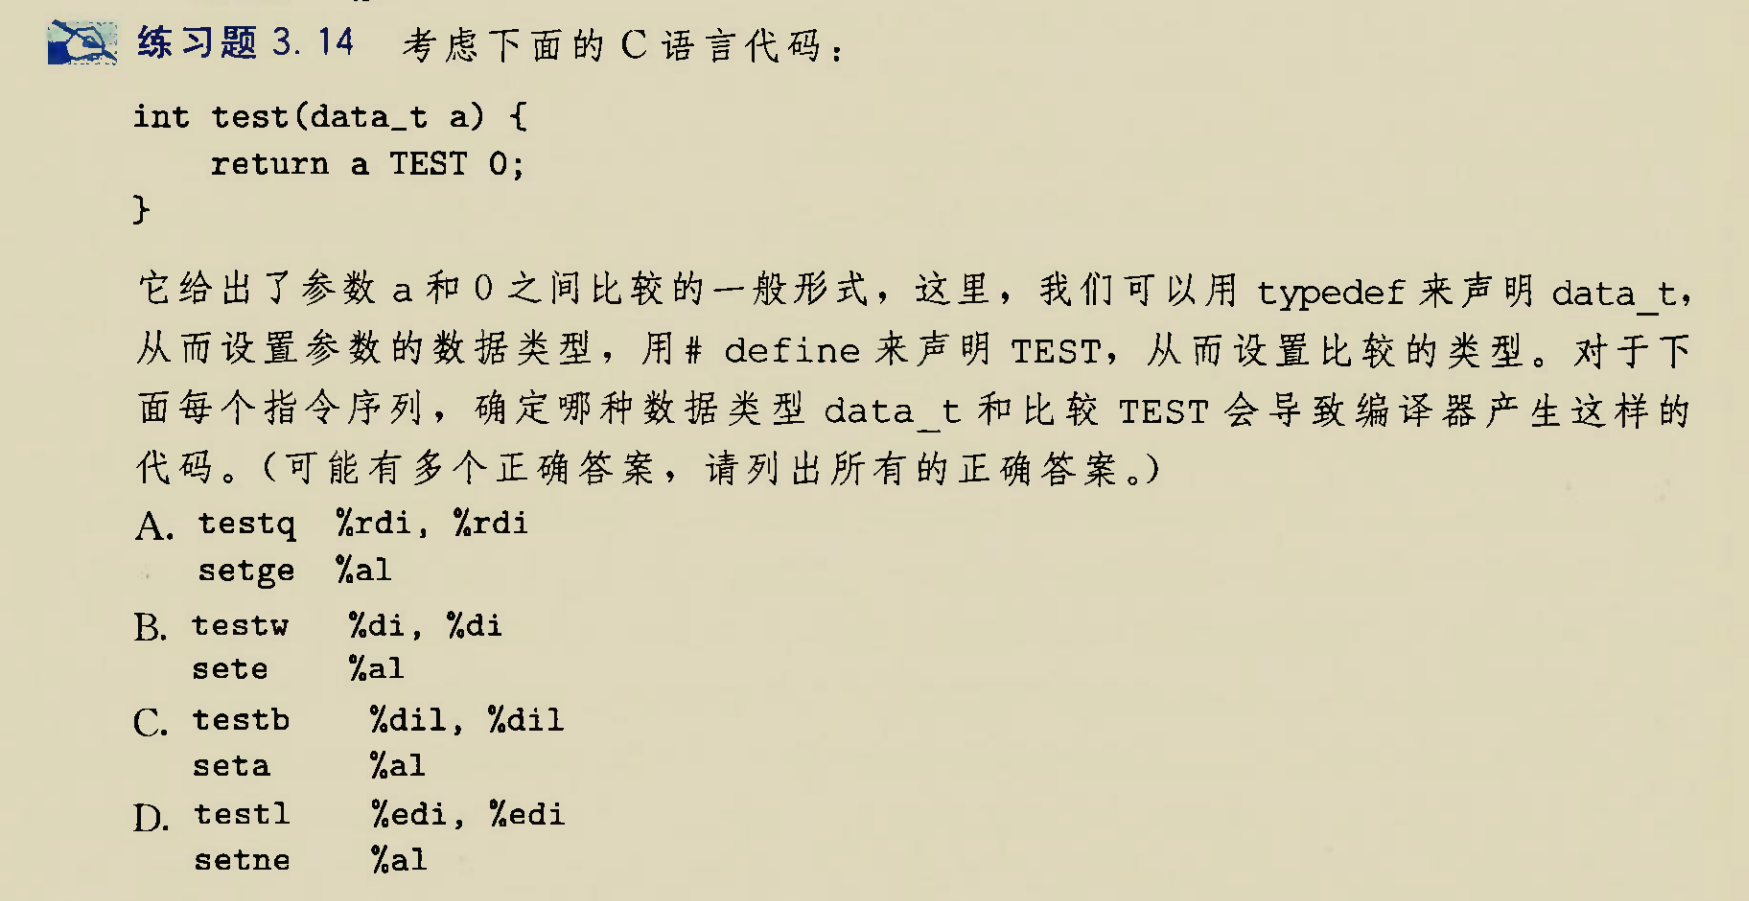 练习题 3.14 考虑下面的 C 语言代码：
int test(data_t a) {
    return a TEST 0;
}
它给出了参数 a 和 0 之间比较的一般形式，这里，我们可以用 typedef 来声明 data_t，
从而设置参数的数据类型，用# define 来声明 TEST，从而设置比较的类型。对于下
面每个指令序列，确定哪种数据类型 data_t 和比较 TEST 会导致编译器产生这样的
代码。（可能有多个正确答案，请列出所有的正确答案。）
A. testq %rdi, %rdi
setge %al
B. testw %di, %di
sete %al
C. testb %dil, %dil
seta %al
D. testl %edi, %edi
setne %al